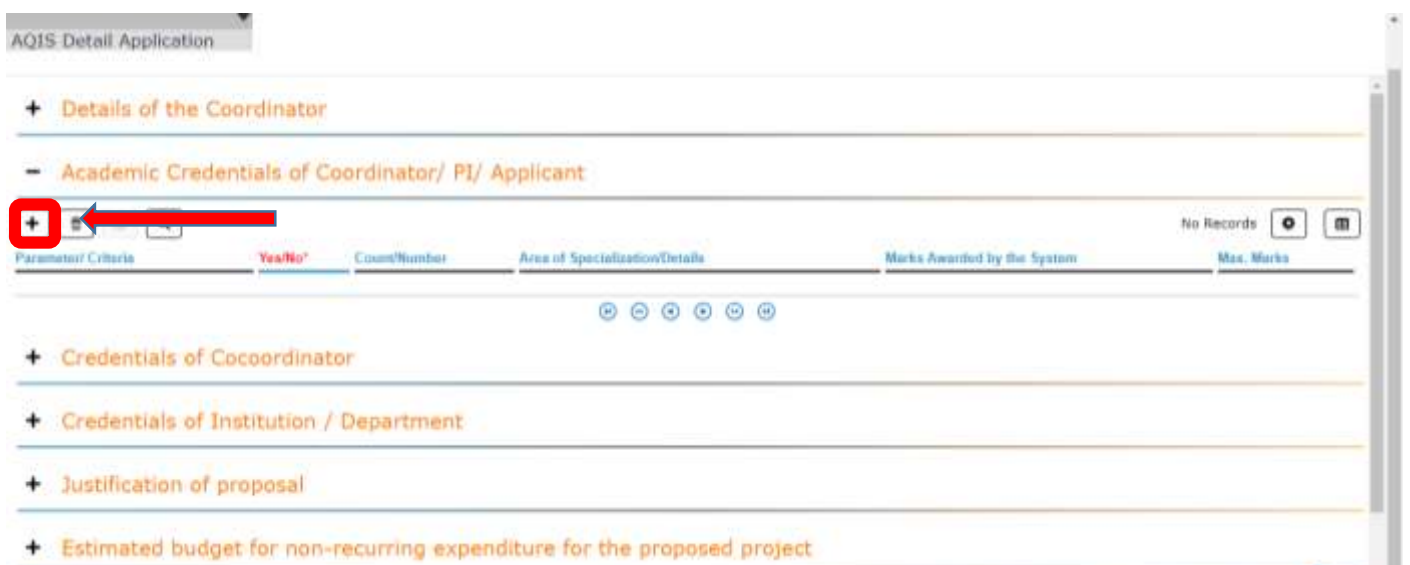 AQIS Detail Application
+ Details of the Coordinator
− Academic Credentials of Coordinator/ PI/ Applicant
+ No Records
Parameter/ Criteria Yes/No* Count/Number Area of Specialization/Details Marks Awarded by the System Max. Marks
+ Credentials of Cocoordinator
+ Credentials of Institution / Department
+ Justification of proposal
+ Estimated budget for non-recurring expenditure for the proposed project